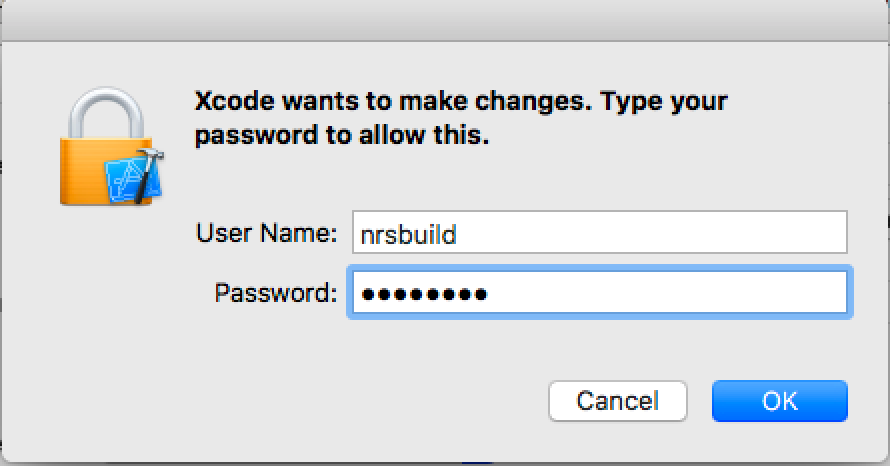 Xcode wants to make changes. Type your
password to allow this.
User Name: nrsbuild
Password: ••••••••
Cancel OK